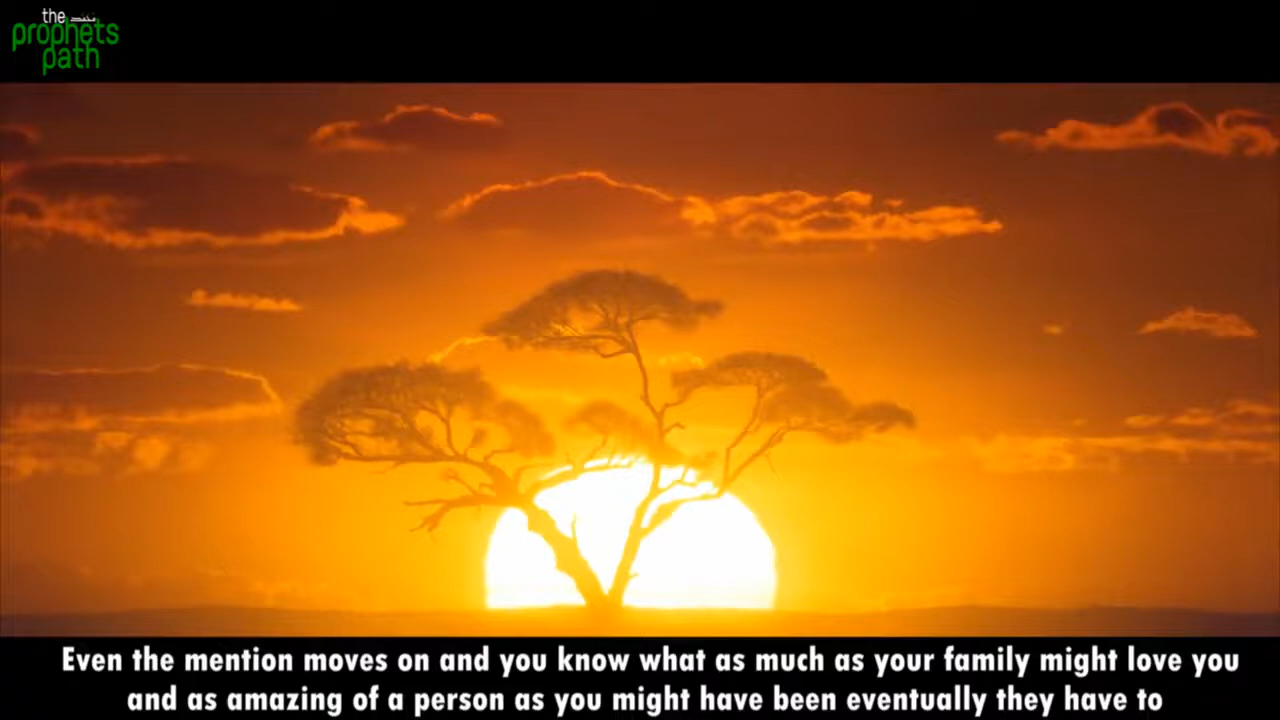 the
prophets
path
Even the mention moves on and you know what as much as your family might love you
and as amazing of a person as you might have been eventually they have to